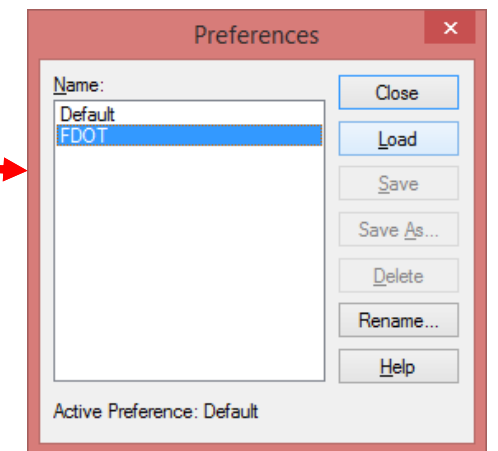 Preferences
×
Name:
Default
FDOT
Close
Load
Save
Save As...
Delete
Rename...
Help
Active Preference: Default